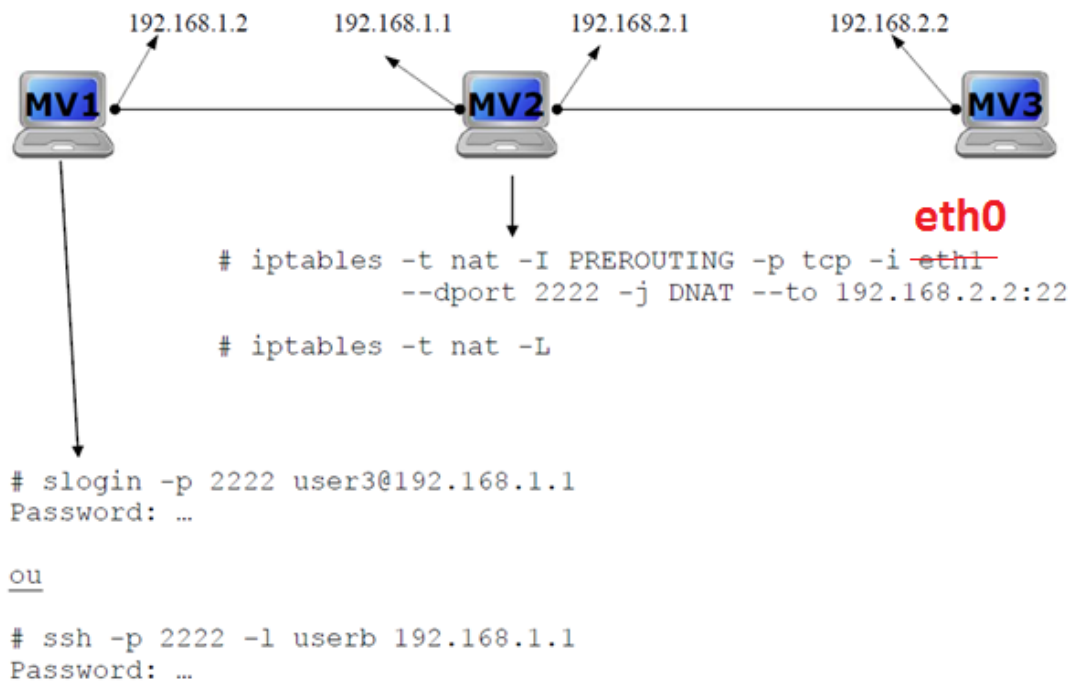 192.168.1.2 192.168.1.1 192.168.2.1 192.168.2.2
MV1 MV2 MV3
eth0
# iptables -t nat -I PREROUTING -p tcp -i eth1
--dport 2222 -j DNAT --to 192.168.2.2:22
# iptables -t nat -L
# slogin -p 2222 user3@192.168.1.1
Password: …
ou
# ssh -p 2222 -l userb 192.168.1.1
Password: …